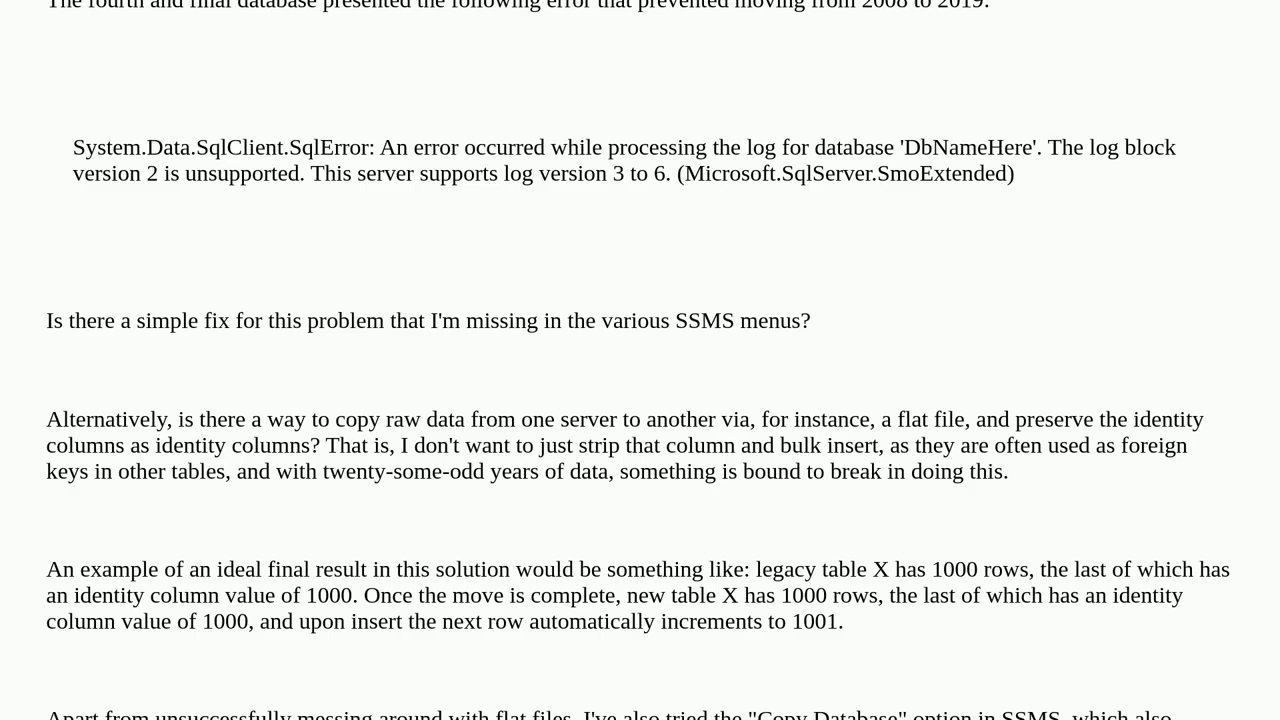 The fourth and final database presented the following error that prevented moving from 2008 to 2019.
System.Data.SqlClient.SqlError: An error occurred while processing the log for database 'DbNameHere'. The log block
version 2 is unsupported. This server supports log version 3 to 6. (Microsoft.SqlServer.SmoExtended)
Is there a simple fix for this problem that I'm missing in the various SSMS menus?
Alternatively, is there a way to copy raw data from one server to another via, for instance, a flat file, and preserve the identity
columns as identity columns? That is, I don't want to just strip that column and bulk insert, as they are often used as foreign
keys in other tables, and with twenty-some-odd years of data, something is bound to break in doing this.
An example of an ideal final result in this solution would be something like: legacy table X has 1000 rows, the last of which has
an identity column value of 1000. Once the move is complete, new table X has 1000 rows, the last of which has an identity
column value of 1000, and upon insert the next row automatically increments to 1001.
Apart from unsuccessfully messing around with flat files, I've also tried the "Copy Database" option in SSMS, which also